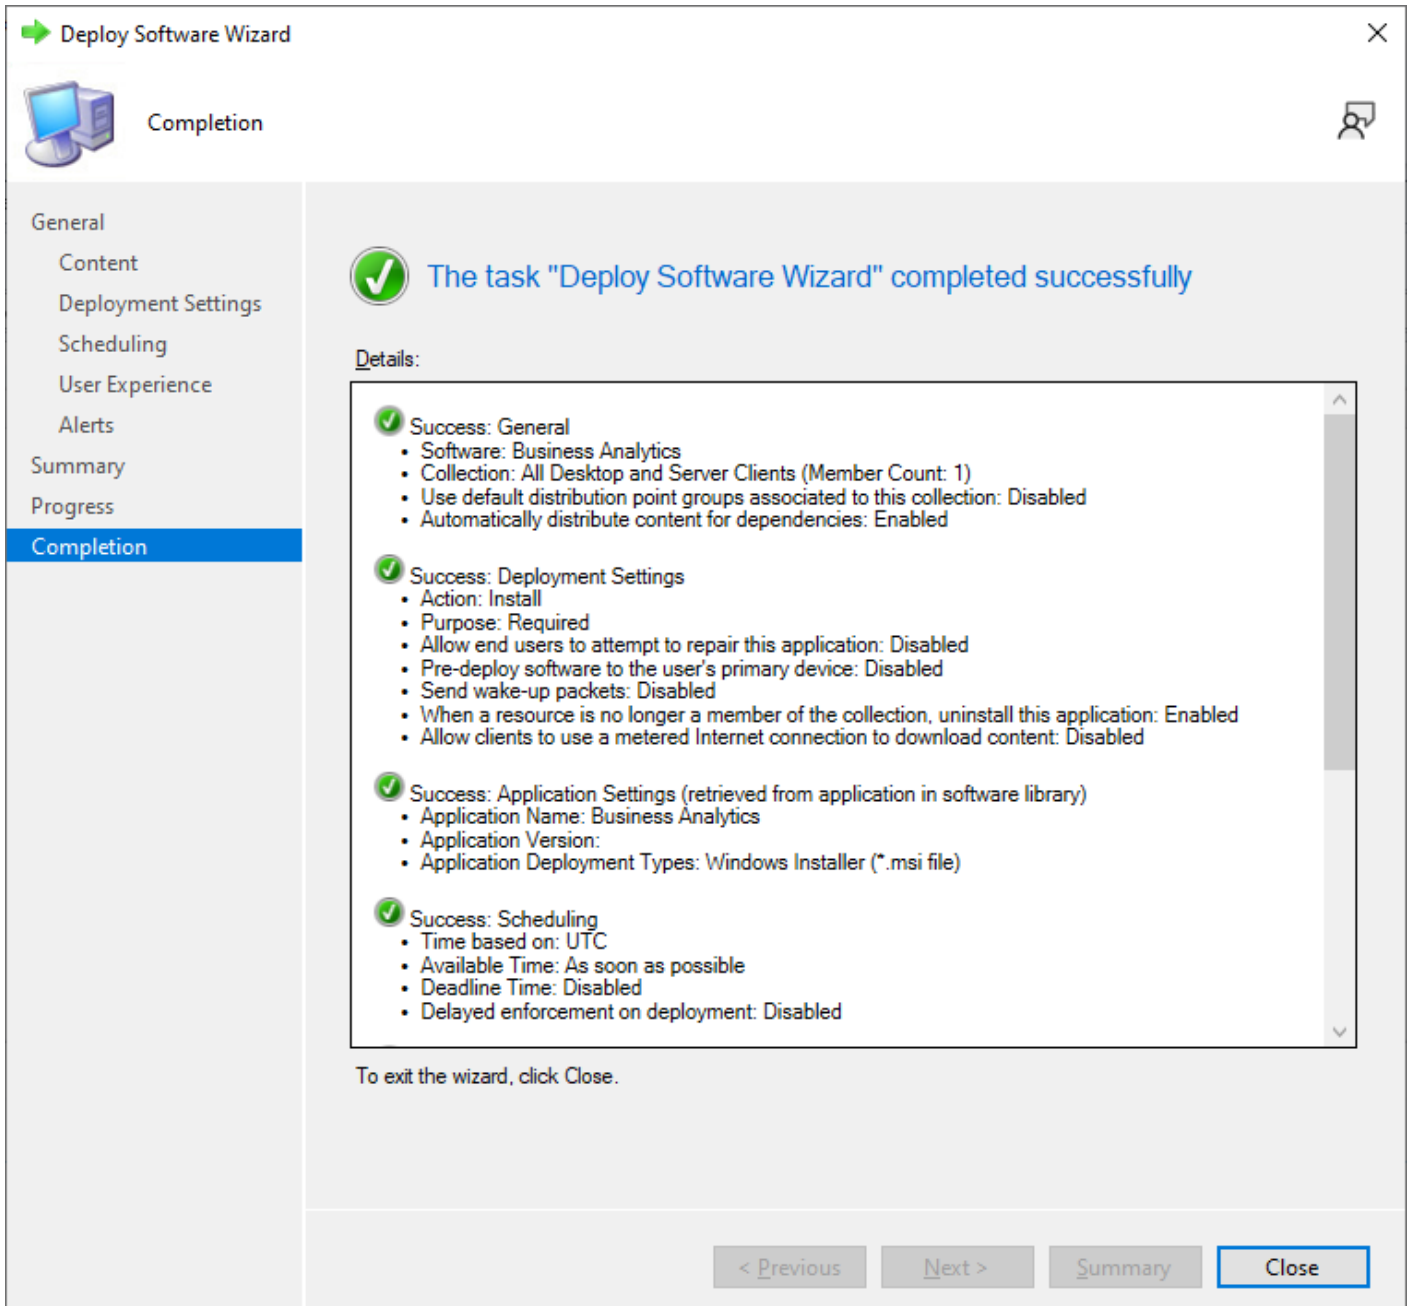 Deploy Software Wizard
Completion
General
Content
Deployment Settings
Scheduling
User Experience
Alerts
Summary
Progress
Completion
The task "Deploy Software Wizard" completed successfully
Details:
Success: General
• Software: Business Analytics
• Collection: All Desktop and Server Clients (Member Count: 1)
• Use default distribution point groups associated to this collection: Disabled
• Automatically distribute content for dependencies: Enabled
Success: Deployment Settings
• Action: Install
• Purpose: Required
• Allow end users to attempt to repair this application: Disabled
• Pre-deploy software to the user's primary device: Disabled
• Send wake-up packets: Disabled
• When a resource is no longer a member of the collection, uninstall this application: Enabled
• Allow clients to use a metered Internet connection to download content: Disabled
Success: Application Settings (retrieved from application in software library)
• Application Name: Business Analytics
• Application Version:
• Application Deployment Types: Windows Installer (*.msi file)
Success: Scheduling
• Time based on: UTC
• Available Time: As soon as possible
• Deadline Time: Disabled
• Delayed enforcement on deployment: Disabled
To exit the wizard, click Close.
< Previous
Next >
Summary
Close